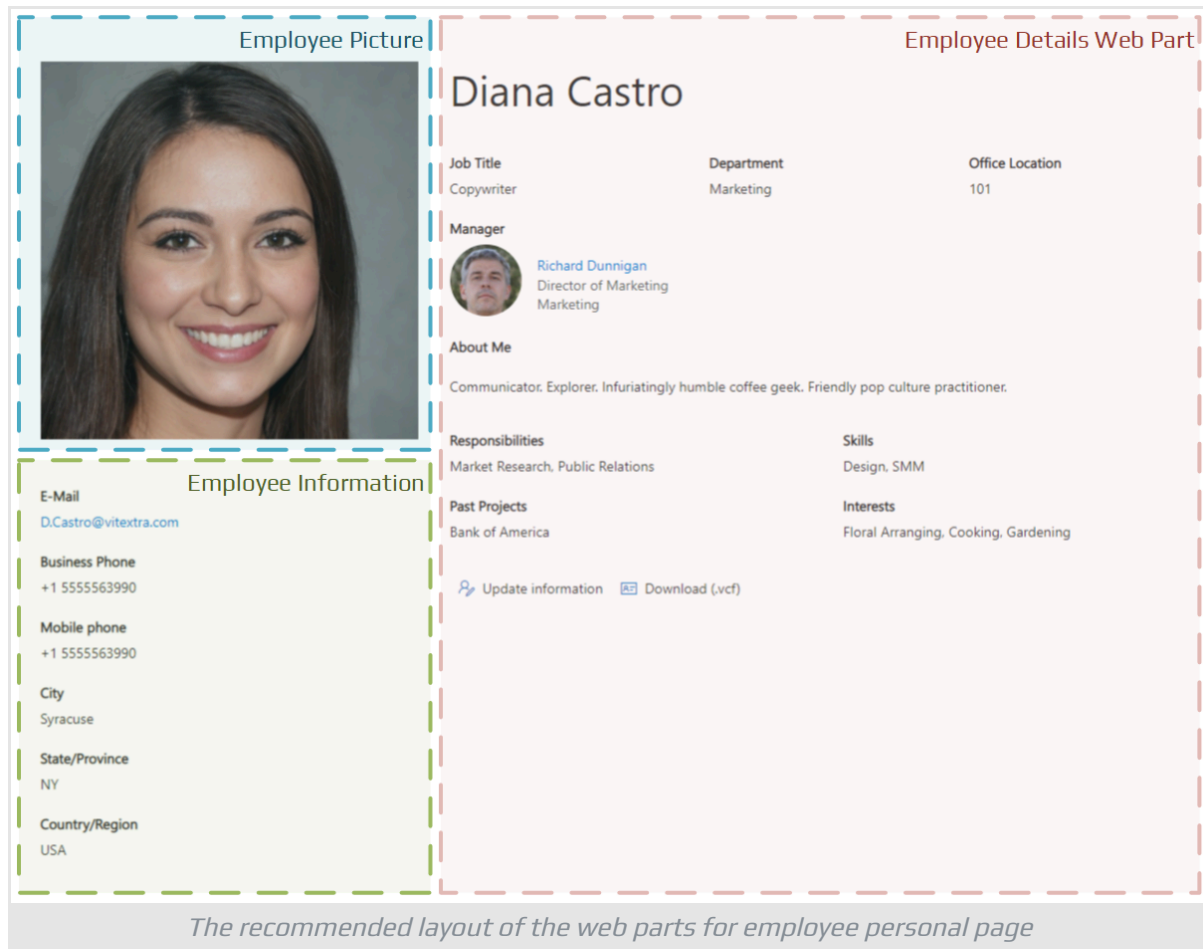 Employee Picture
Employee Details Web Part
Diana Castro
Job Title Department Office Location
Copywriter Marketing 101
Manager
Richard Dunnigan
Director of Marketing
Marketing
About Me
Communicator. Explorer. Infuriatingly humble coffee geek. Friendly pop culture practitioner.
Responsibilities Skills
Market Research, Public Relations Design, SMM
Past Projects Interests
Bank of America Floral Arranging, Cooking, Gardening
Update information Download (.vcf)
Employee Information
E-Mail
D.Castro@vitextra.com
Business Phone
+1 5555563990
Mobile phone
+1 5555563990
City
Syracuse
State/Province
NY
Country/Region
USA
The recommended layout of the web parts for employee personal page